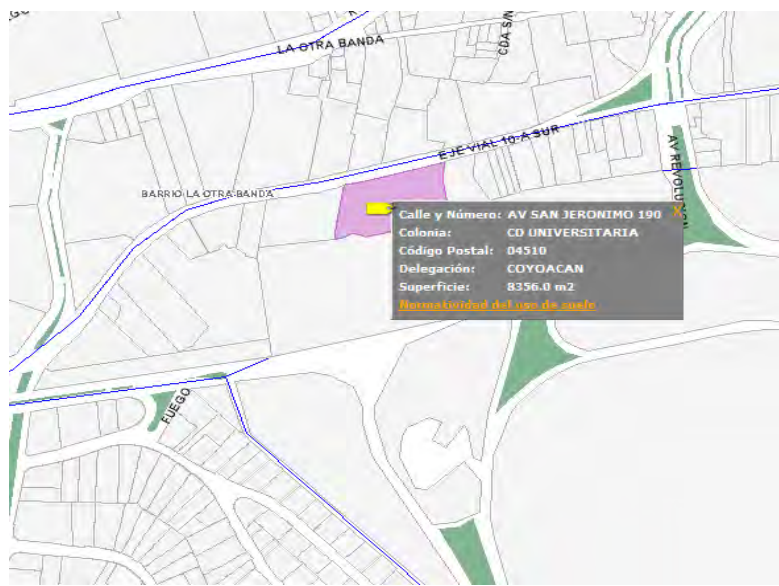 LA OTRA BANDA
CDA S/N
EJE VIAL 10-A SUR
AV REVOLUCION
BARRIO LA OTRA BANDA
Calle y Número: AV SAN JERONIMO 190 X
Colonia: CD UNIVERSITARIA
Código Postal: 04510
Delegación: COYOACAN
Superficie: 8356.0 m2
Normatividad del uso de suelo
FUEGO